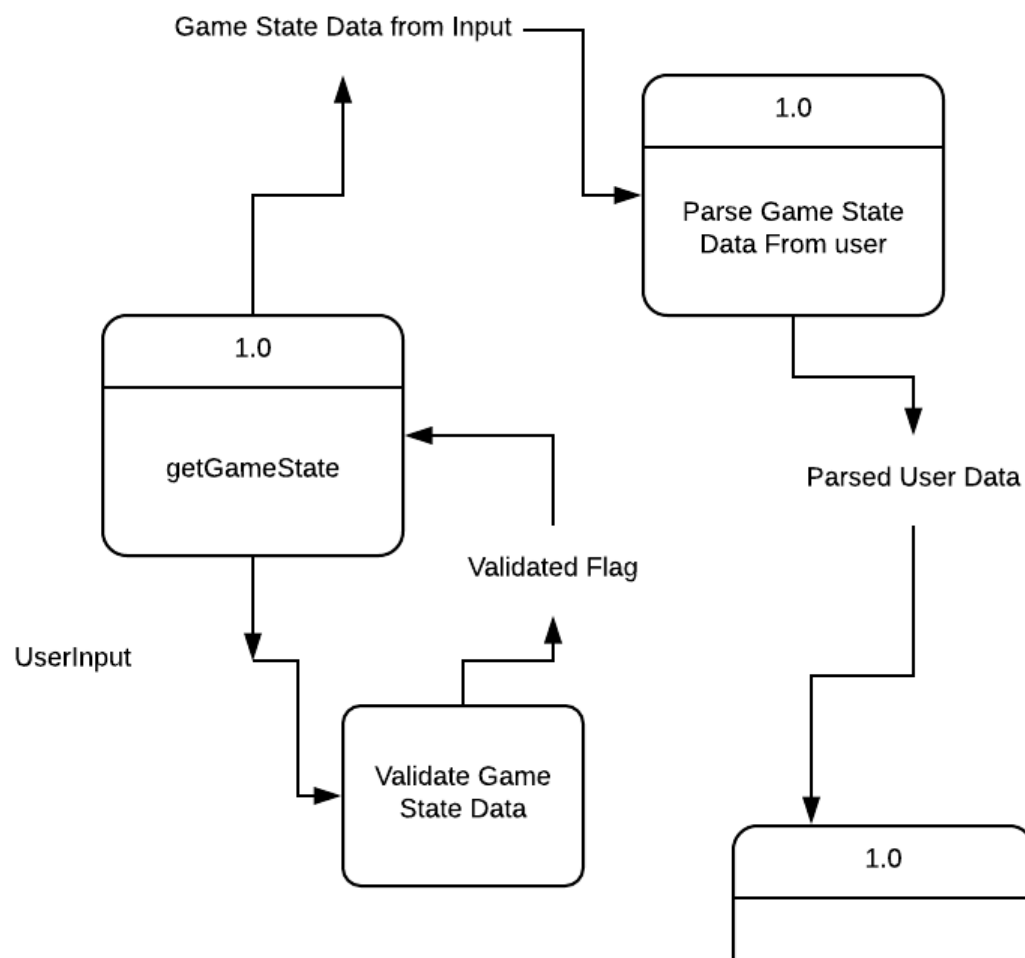 Game State Data from Input
1.0
Parse Game State
Data From user
1.0
getGameState
Parsed User Data
Validated Flag
UserInput
Validate Game
State Data
1.0